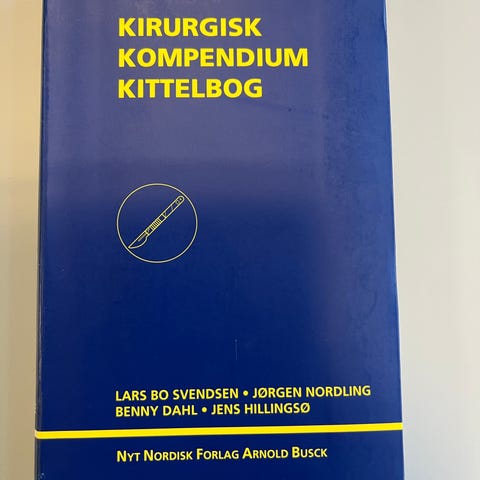 KIRURGISK
KOMPENDIUM
KITTELBOG
LARS BO SVENDSEN • JØRGEN NORDLING
BENNY DAHL • JENS HILLINGSØ
NYT NORDISK FORLAG ARNOLD BUSCK